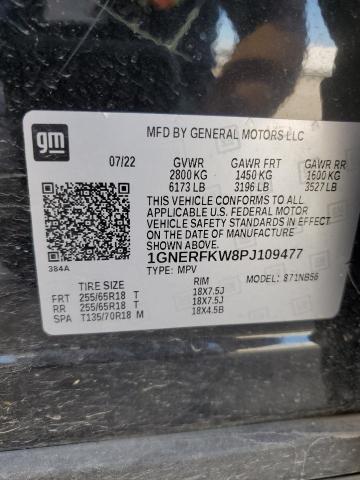 gm
MFD BY GENERAL MOTORS LLC
07/22 GVWR GAWR FRT GAWR RR
2800 KG 1450 KG 1600 KG
6173 LB 3196 LB 3527 LB
THIS VEHICLE CONFORMS TO ALL
APPLICABLE U.S. FEDERAL MOTOR
VEHICLE SAFETY STANDARDS IN EFFECT
ON THE DATE OF MANUFACTURE
SHOWN ABOVE.
1GNERFKW8PJ109477
384A
TYPE: MPV MODEL: 871NB56
TIRE SIZE RIM
FRT 255/65R18 T 18X7.5J
RR 255/65R18 T 18X7.5J
SPA T135/70R18 M 18X4.5B